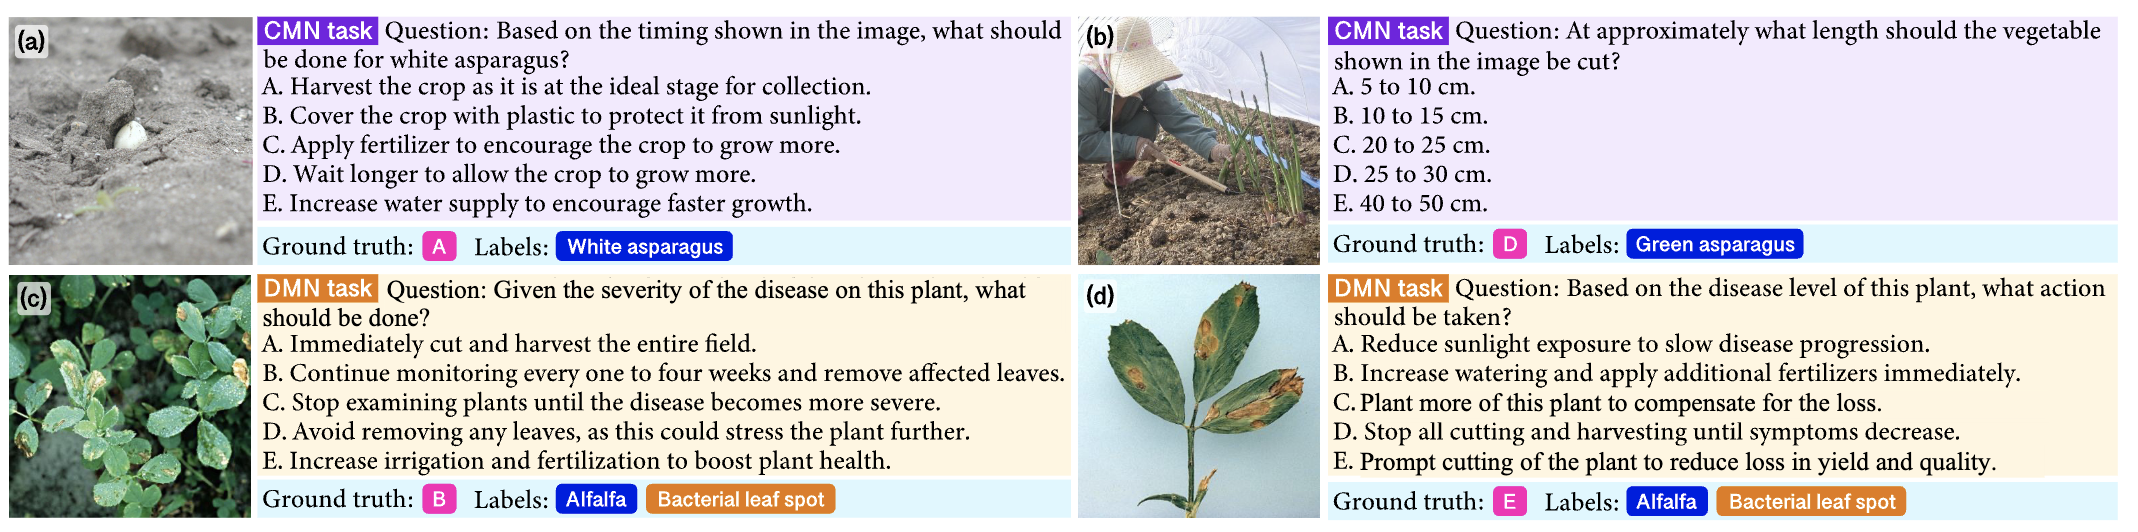 (a)
CMN task Question: Based on the timing shown in the image, what should
be done for white asparagus?
A. Harvest the crop as it is at the ideal stage for collection.
B. Cover the crop with plastic to protect it from sunlight.
C. Apply fertilizer to encourage the crop to grow more.
D. Wait longer to allow the crop to grow more.
E. Increase water supply to encourage faster growth.
Ground truth: A Labels: White asparagus
(b)
CMN task Question: At approximately what length should the vegetable
shown in the image be cut?
A. 5 to 10 cm.
B. 10 to 15 cm.
C. 20 to 25 cm.
D. 25 to 30 cm.
E. 40 to 50 cm.
Ground truth: D Labels: Green asparagus
(c)
DMN task Question: Given the severity of the disease on this plant, what
should be done?
A. Immediately cut and harvest the entire field.
B. Continue monitoring every one to four weeks and remove affected leaves.
C. Stop examining plants until the disease becomes more severe.
D. Avoid removing any leaves, as this could stress the plant further.
E. Increase irrigation and fertilization to boost plant health.
Ground truth: B Labels: Alfalfa Bacterial leaf spot
(d)
DMN task Question: Based on the disease level of this plant, what action
should be taken?
A. Reduce sunlight exposure to slow disease progression.
B. Increase watering and apply additional fertilizers immediately.
C. Plant more of this plant to compensate for the loss.
D. Stop all cutting and harvesting until symptoms decrease.
E. Prompt cutting of the plant to reduce loss in yield and quality.
Ground truth: E Labels: Alfalfa Bacterial leaf spot